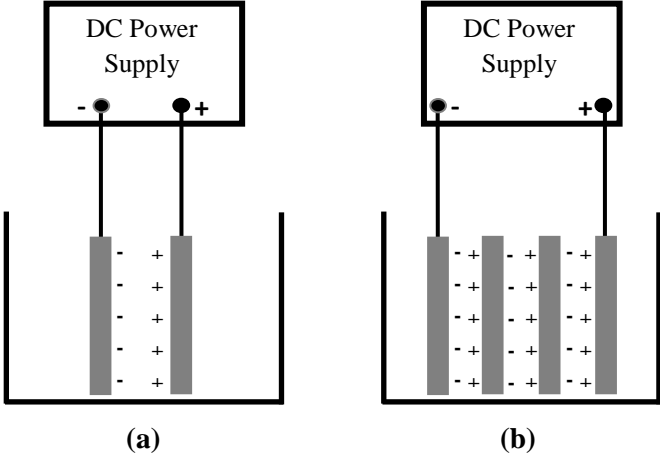 DC Power
Supply
- +
DC Power
Supply
- +
- +
- +
- +
- +
- +
- + - + - +
- + - + - +
- + - + - +
- + - + - +
- + - + - +
(a)
(b)